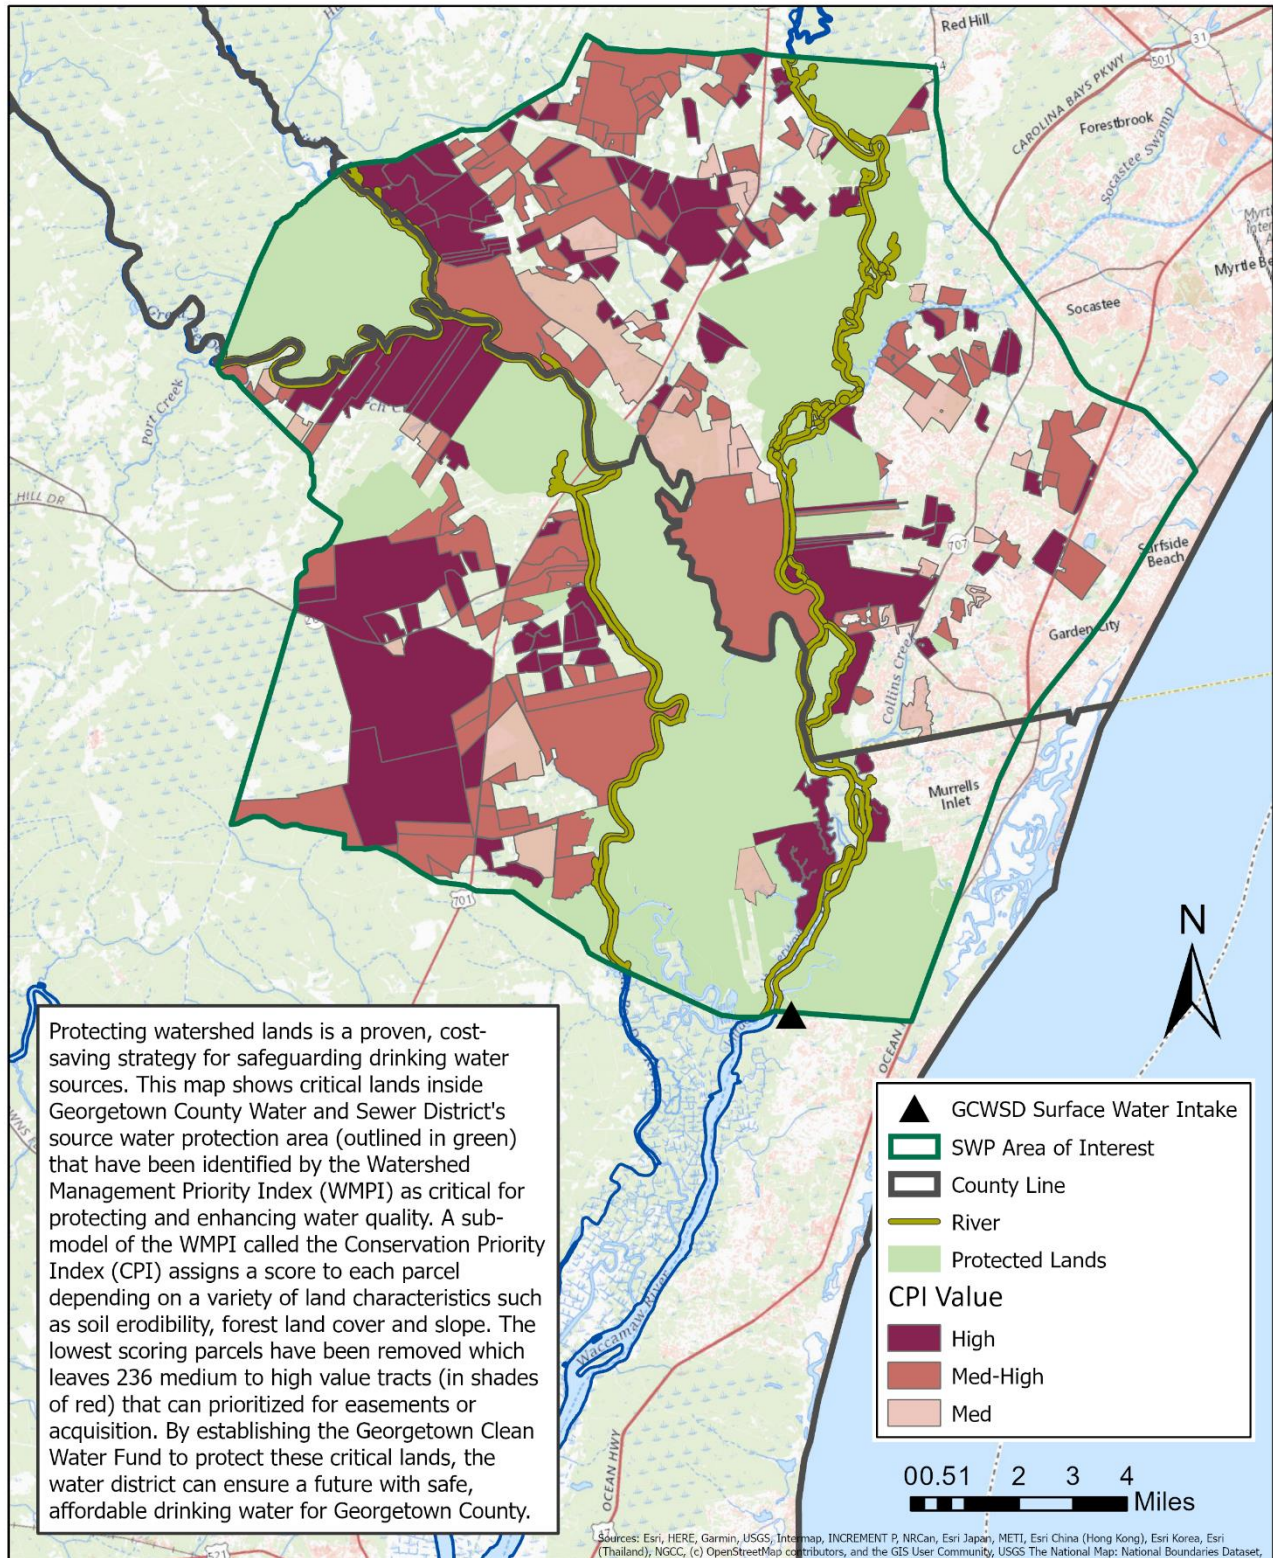 Red Hill
31
501
CAROLINA BAYS PKWY
Forestbrook
Socastee Swamp
Myrtle Be
Socastee
Port Creek
HILL DR
707
Surfside
Beach
Garden City
Collins Creek
Murrells
Inlet
701
N
OCEAN H
Protecting watershed lands is a proven, cost-
saving strategy for safeguarding drinking water
sources. This map shows critical lands inside
Georgetown County Water and Sewer District's
source water protection area (outlined in green)
that have been identified by the Watershed
Management Priority Index (WMPI) as critical for
protecting and enhancing water quality. A sub-
model of the WMPI called the Conservation Priority
Index (CPI) assigns a score to each parcel
depending on a variety of land characteristics such
as soil erodibility, forest land cover and slope. The
lowest scoring parcels have been removed which
leaves 236 medium to high value tracts (in shades
of red) that can prioritized for easements or
acquisition. By establishing the Georgetown Clean
Water Fund to protect these critical lands, the
water district can ensure a future with safe,
affordable drinking water for Georgetown County.
Waccamaw River
OCEAN HWY
17
521
GCWSD Surface Water Intake
SWP Area of Interest
County Line
River
Protected Lands
CPI Value
High
Med-High
Med
00.51 2 3 4
Miles
Sources: Esri, HERE, Garmin, USGS, Intermap, INCREMENT P, NRCan, Esri Japan, METI, Esri China (Hong Kong), Esri Korea, Esri
(Thailand), NGCC, (c) OpenStreetMap contributors, and the GIS User Community, USGS The National Map: National Boundaries Dataset,